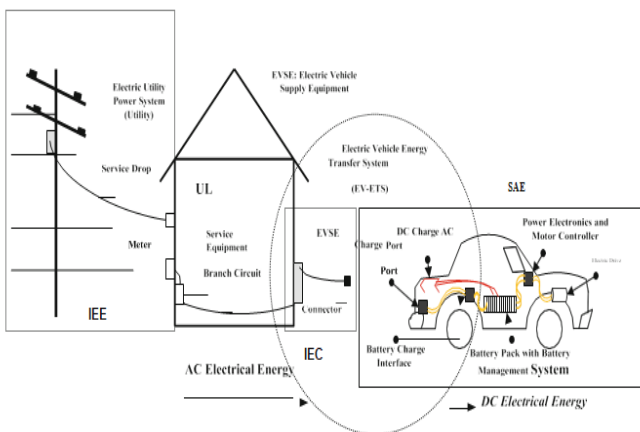 Electric Utility
Power System
(Utility)
EVSE: Electric Vehicle
Supply Equipment
Electric Vehicle Energy
Transfer System
(EV-ETS)
Service Drop
UL
SAE
Meter
Service
Equipment
Branch Circuit
EVSE
DC Charge AC
Charge Port
Port
Power Electronics and
Motor Controller
Electric Drive
IEE
Connector
IEC
Battery Charge
Interface
Battery Pack with Battery
Management System
AC Electrical Energy
DC Electrical Energy